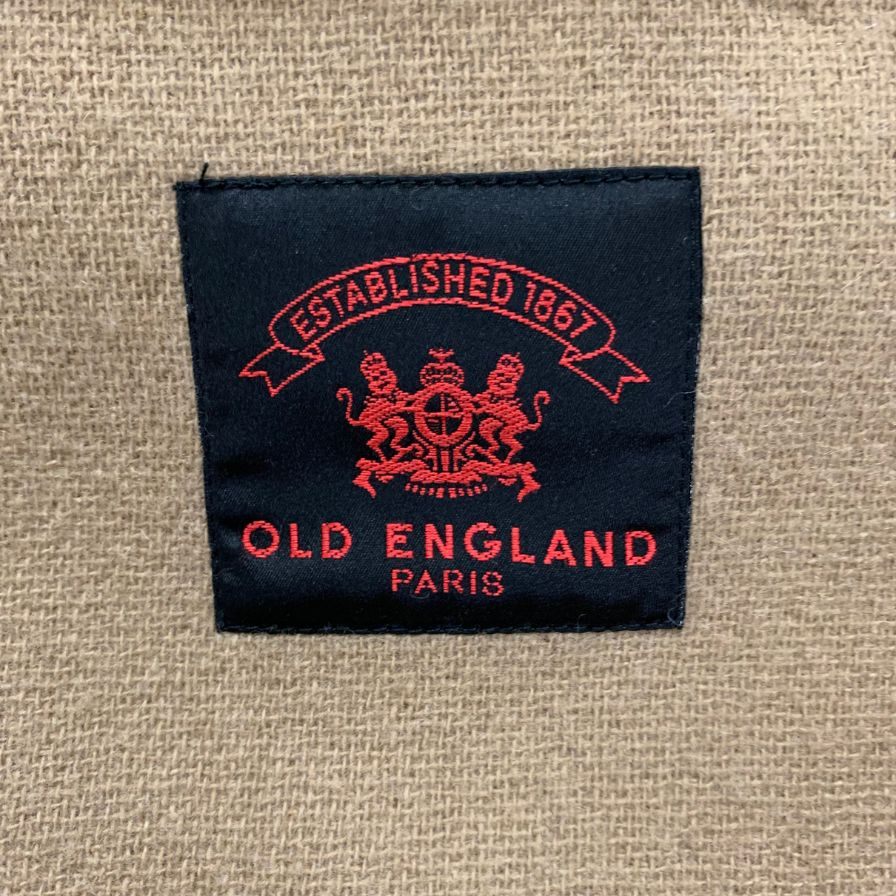 ESTABLISHED 1867
OLD ENGLAND
PARIS